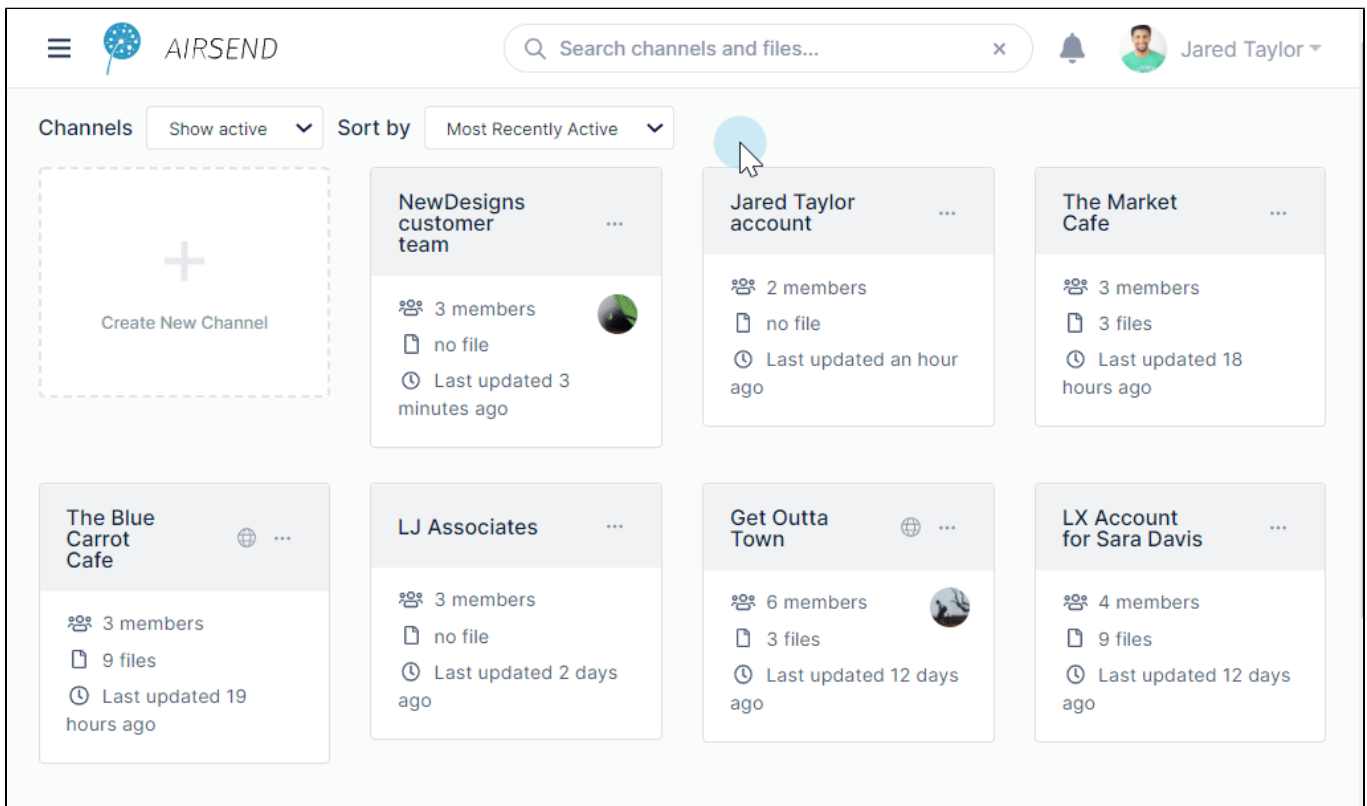 AIRSEND
Search channels and files...
Jared Taylor
Channels
Show active
Sort by
Most Recently Active
Create New Channel
NewDesigns
customer
team
3 members
no file
Last updated 3
minutes ago
Jared Taylor
account
2 members
no file
Last updated an hour
ago
The Market
Cafe
3 members
3 files
Last updated 18
hours ago
The Blue
Carrot
Cafe
3 members
9 files
Last updated 19
hours ago
LJ Associates
3 members
no file
Last updated 2 days
ago
Get Outta
Town
6 members
3 files
Last updated 12 days
ago
LX Account
for Sara Davis
4 members
9 files
Last updated 12 days
ago